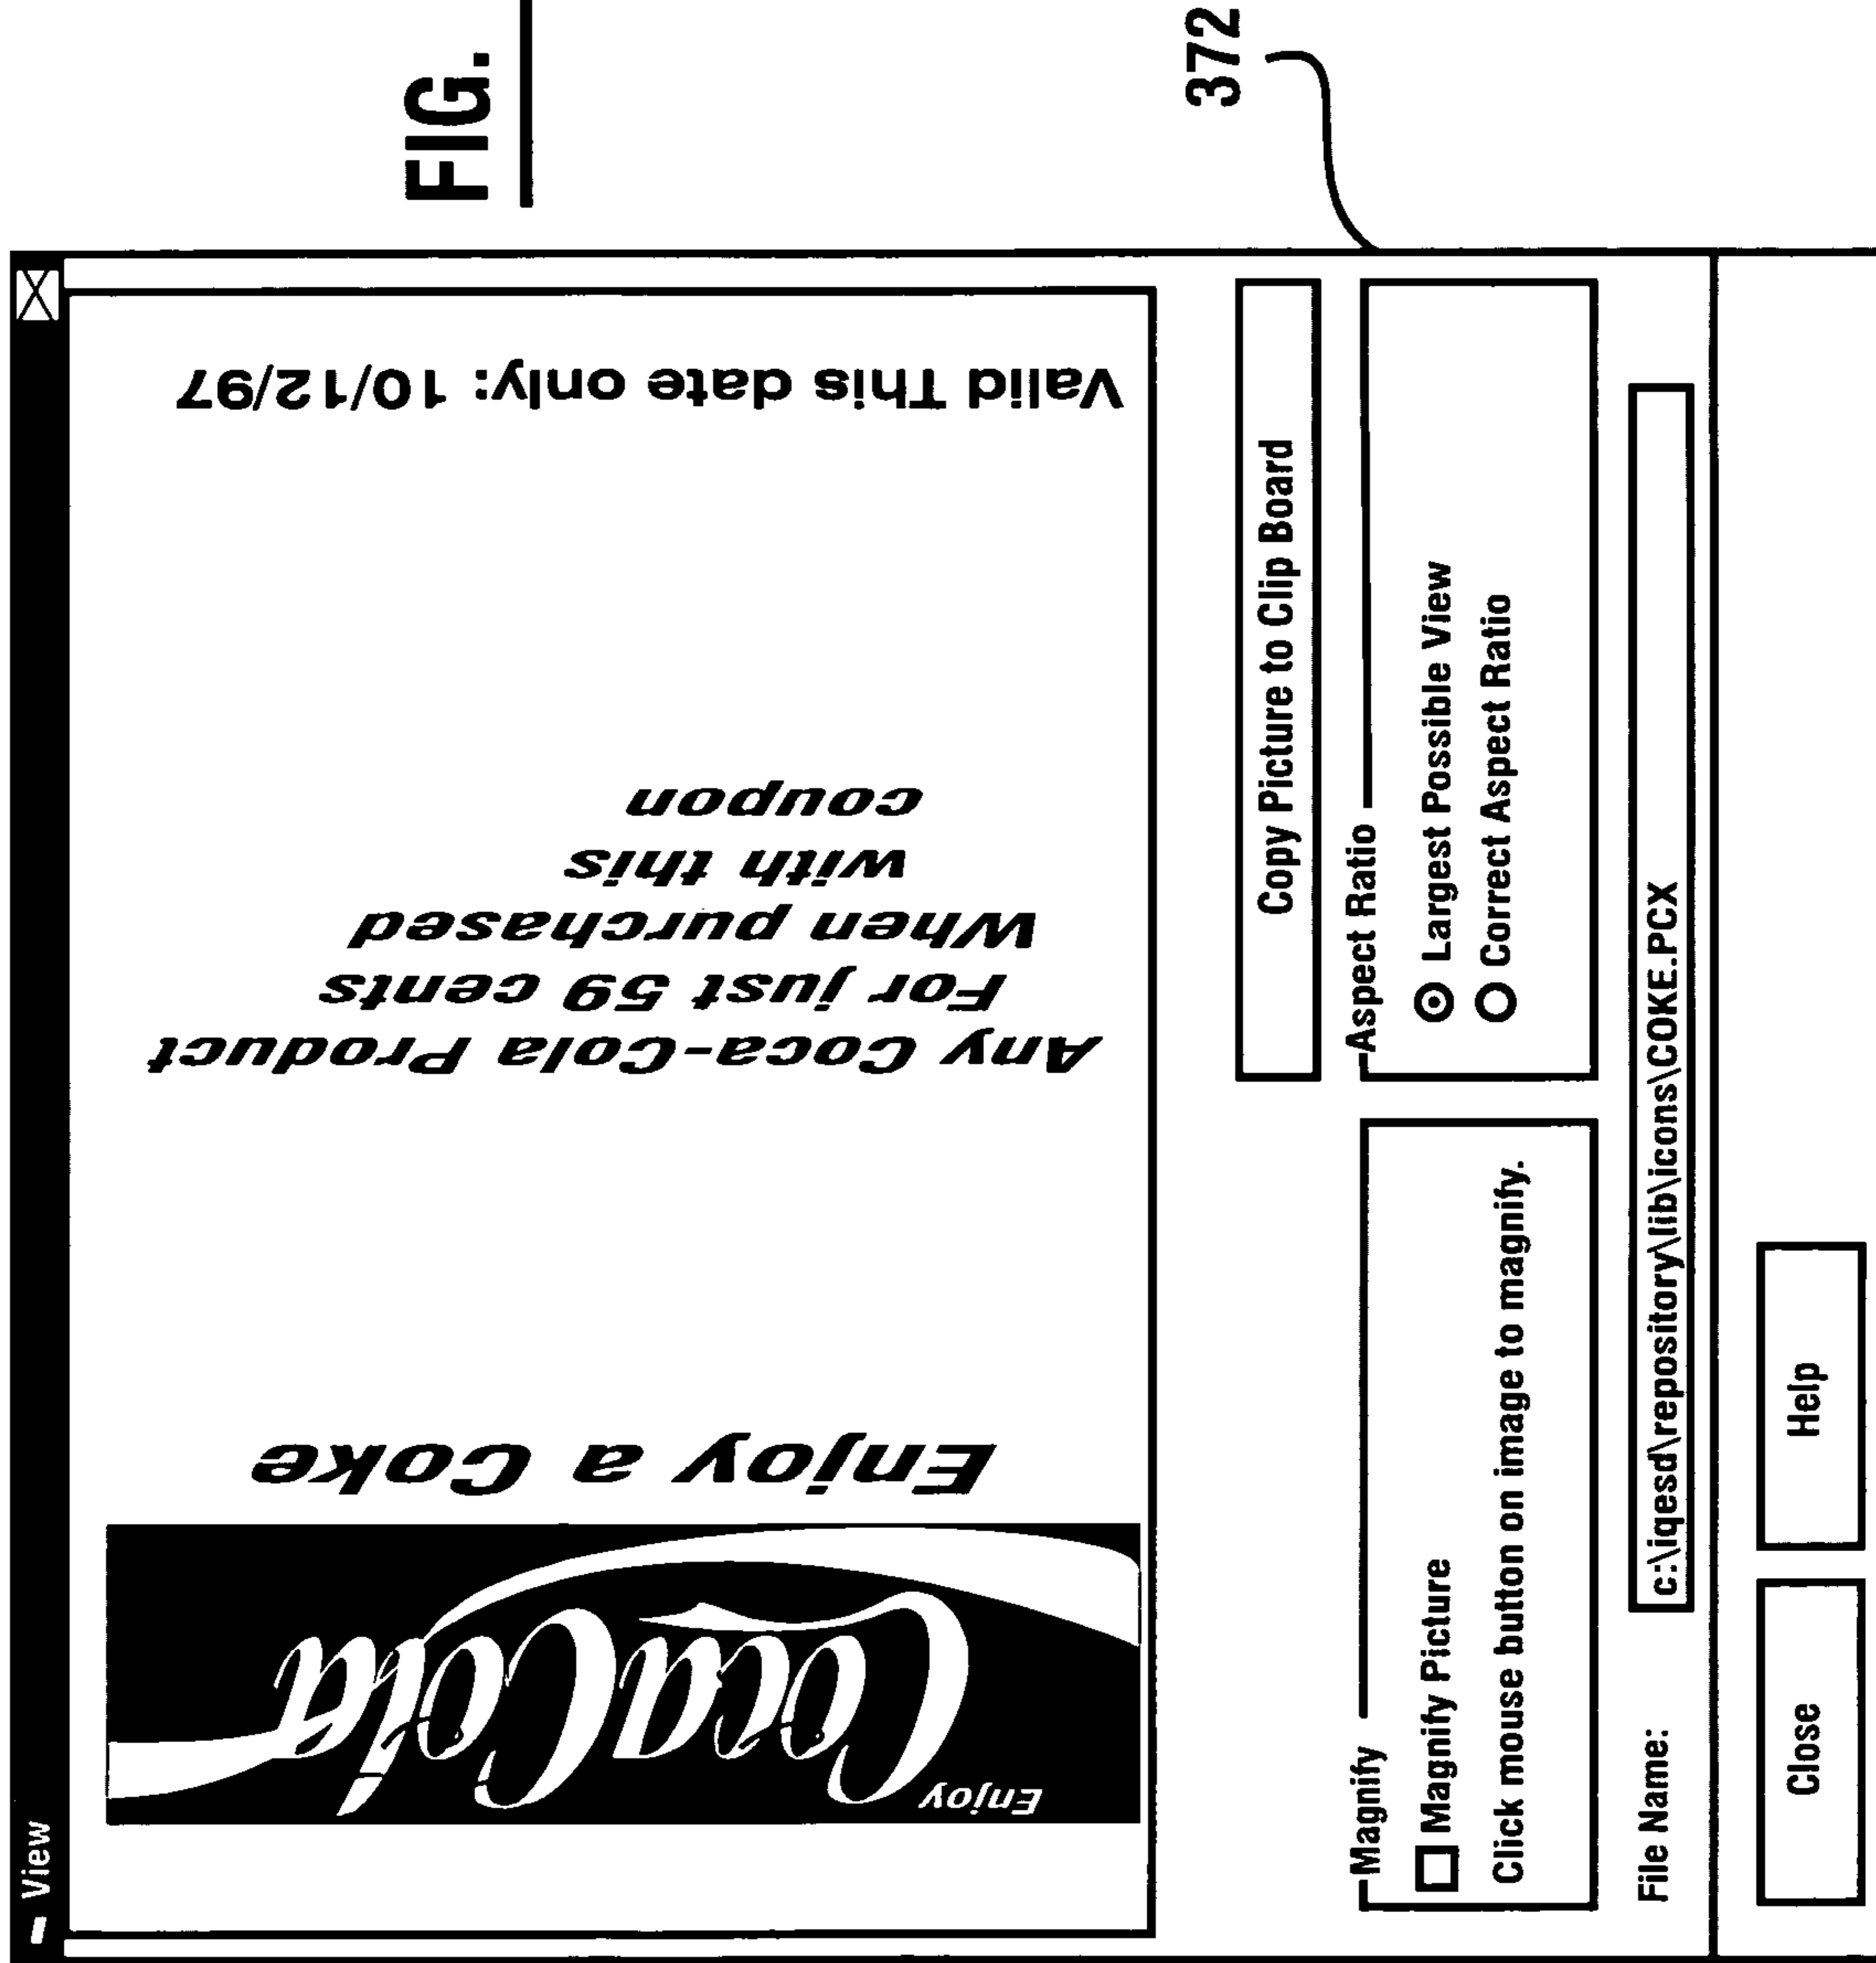 FIG.
View
Enjoy
Coca-Cola
Enjoy a Coke
Any Coca-Cola Product
For just 59 cents
When purchased
with this
coupon
Valid This date only: 10/12/97
Copy Picture to Clip Board
Magnify
Magnify Picture
Click mouse button on image to magnify.
Aspect Ratio
Largest Possible View
Correct Aspect Ratio
File Name:
c:\iqesd\repository\lib\icons\COKE.PCX
Close
Help
372